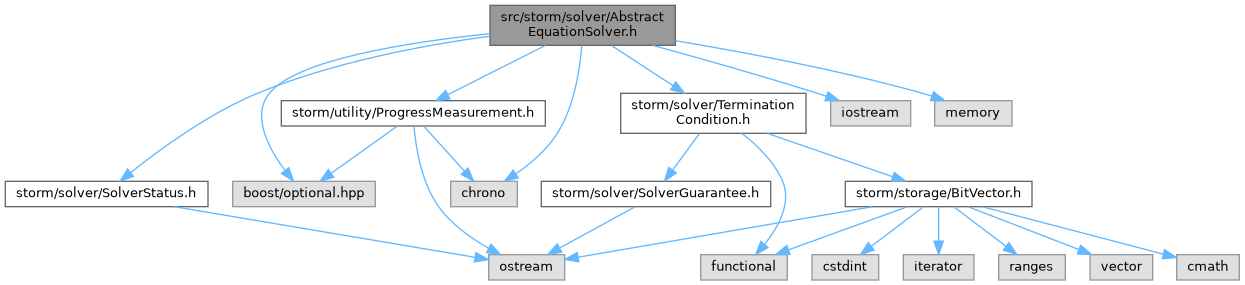 src/storm/solver/Abstract
EquationSolver.h
storm/utility/ProgressMeasurement.h
storm/solver/Termination
Condition.h
iostream
memory
storm/solver/SolverStatus.h
boost/optional.hpp
chrono
storm/solver/SolverGuarantee.h
storm/storage/BitVector.h
ostream
functional
cstdint
iterator
ranges
vector
cmath